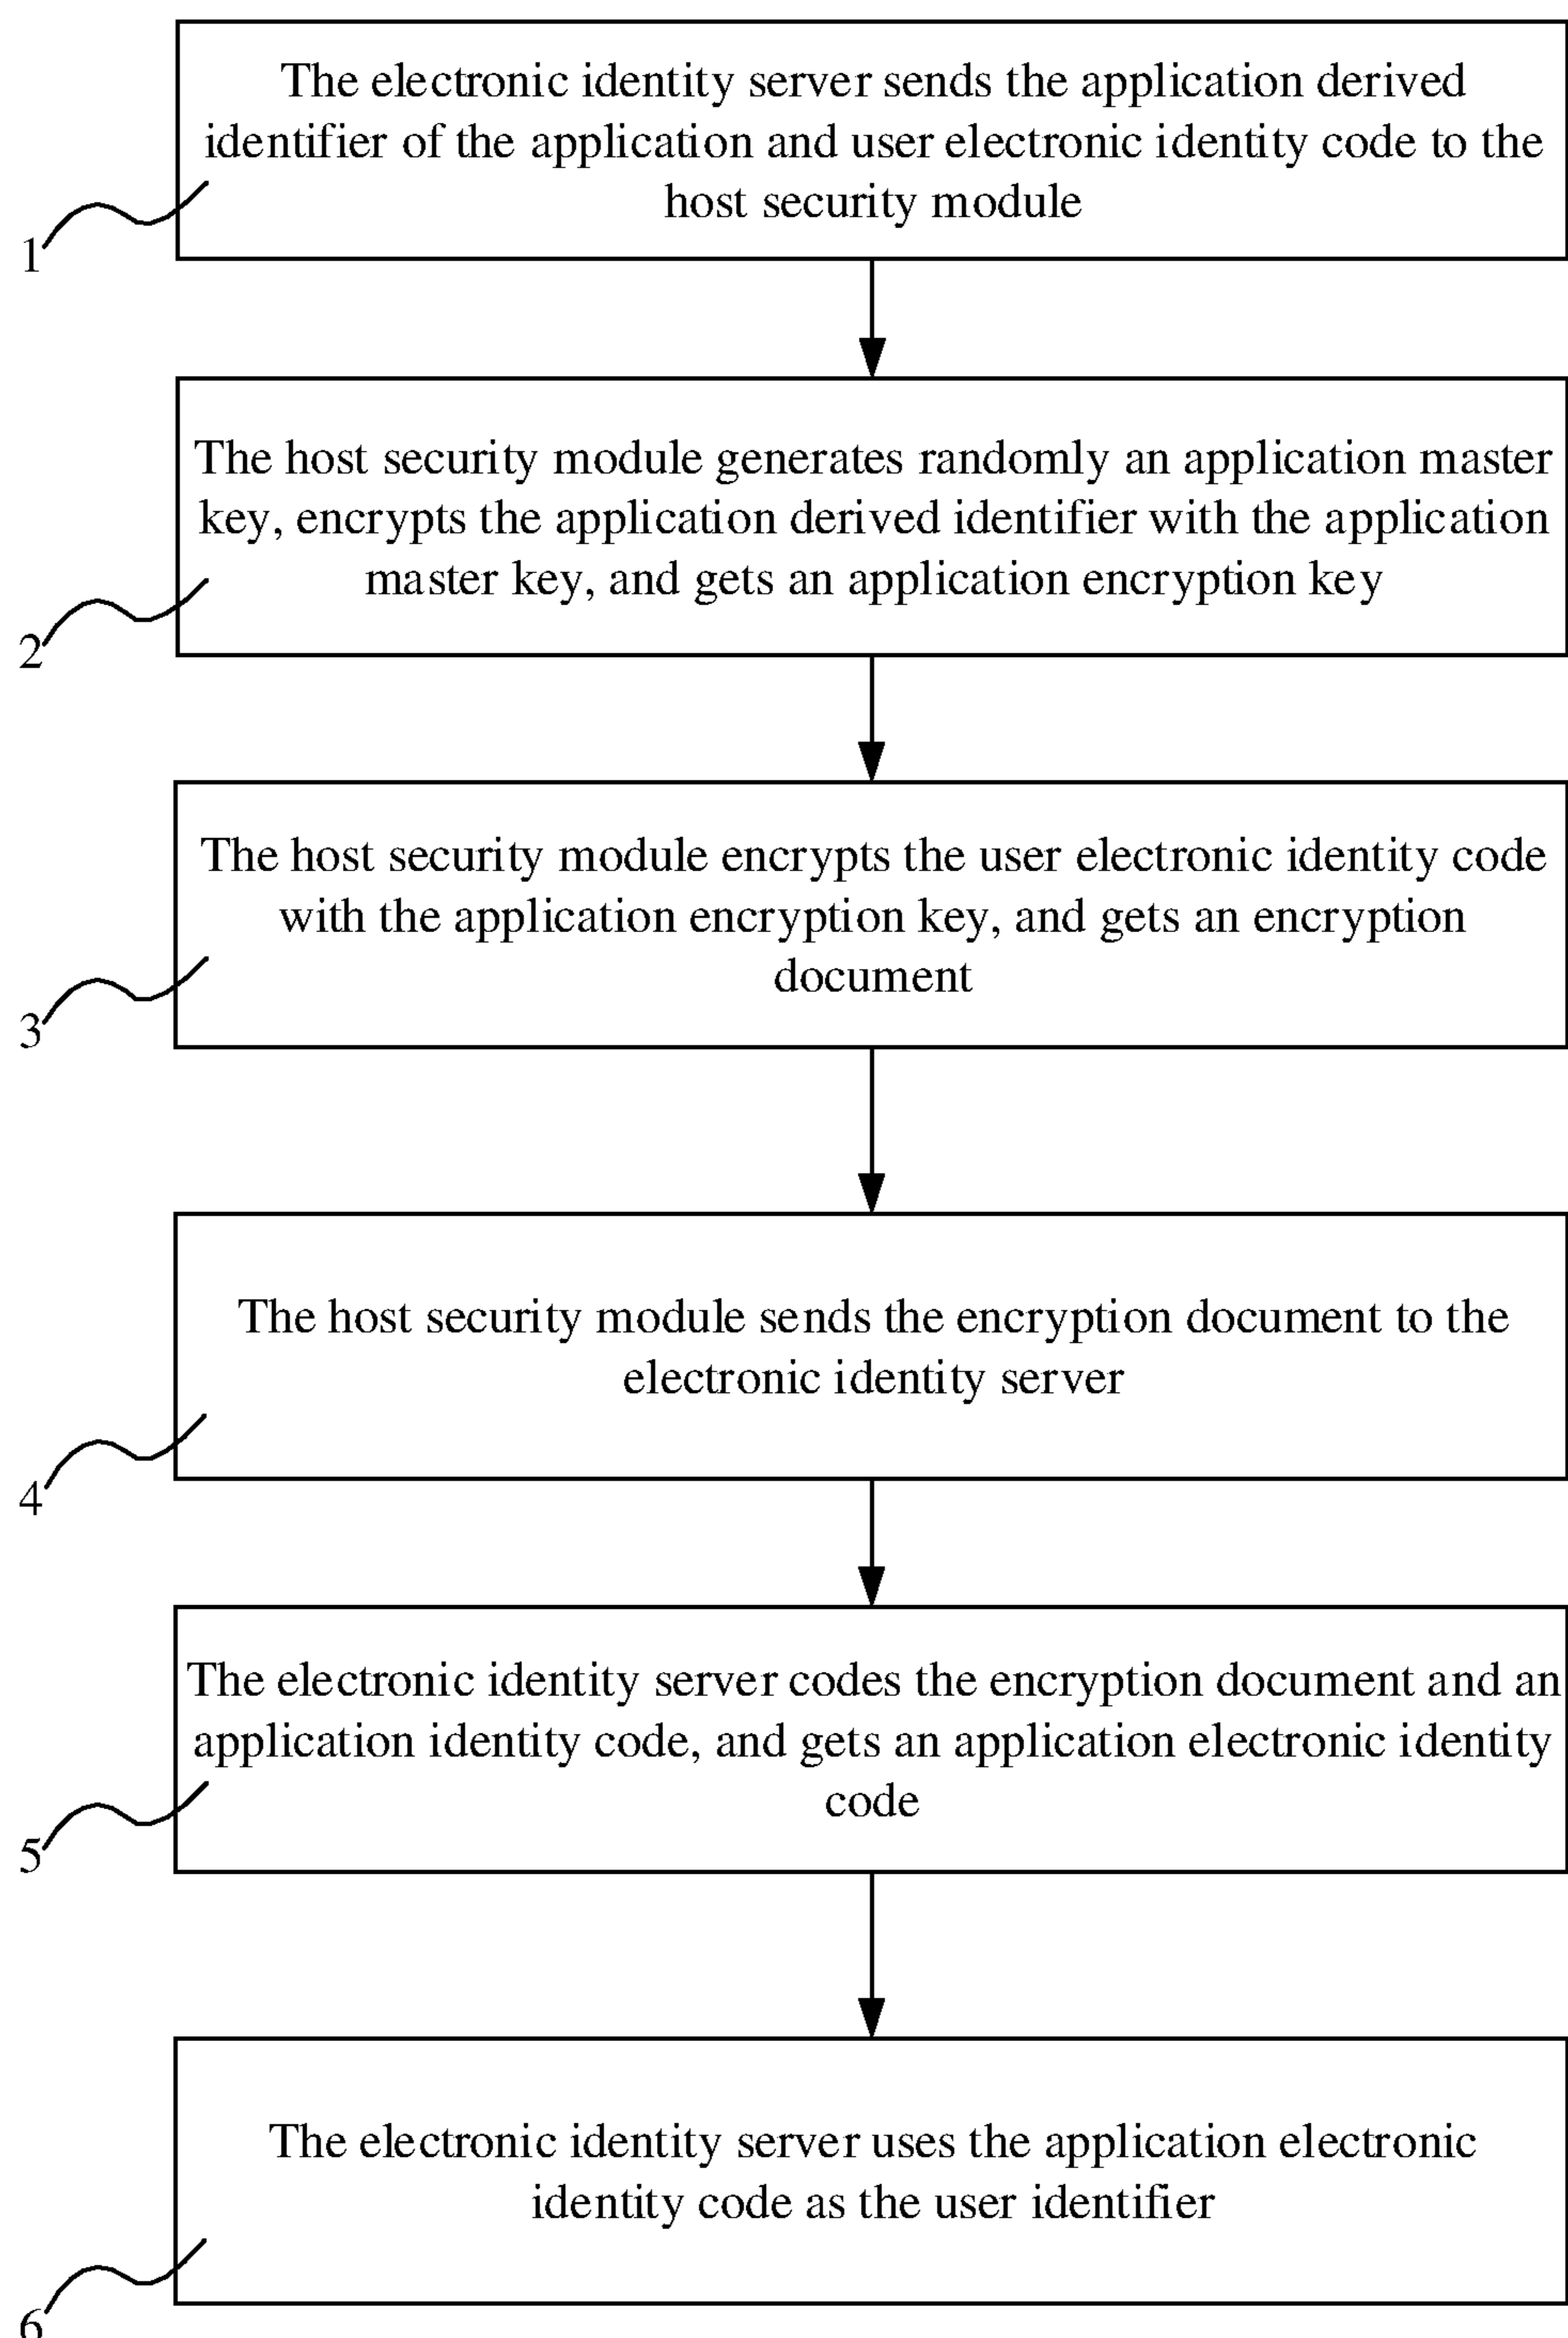 The electronic identity server sends the application derived
identifier of the application and user electronic identity code to the
host security module
1
The host security module generates randomly an application master
key, encrypts the application derived identifier with the application
master key, and gets an application encryption key
2
The host security module encrypts the user electronic identity code
with the application encryption key, and gets an encryption
document
3
The host security module sends the encryption document to the
electronic identity server
4
The electronic identity server codes the encryption document and an
application identity code, and gets an application electronic identity
code
5
The electronic identity server uses the application electronic
identity code as the user identifier
6